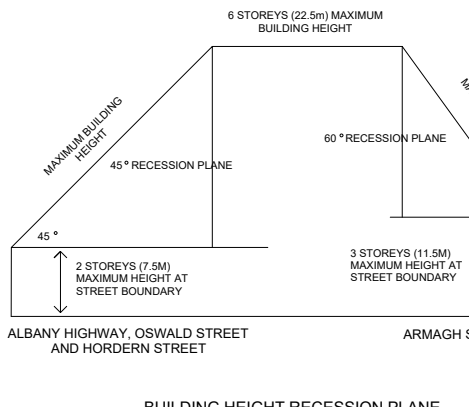 6 STOREYS (22.5m) MAXIMUM
BUILDING HEIGHT
MAXIMUM BUILDING
HEIGHT
45° RECESSION PLANE
60° RECESSION PLANE
45°
2 STOREYS (7.5M)
MAXIMUM HEIGHT AT
STREET BOUNDARY
3 STOREYS (11.5M)
MAXIMUM HEIGHT AT
STREET BOUNDARY
ALBANY HIGHWAY, OSWALD STREET
AND HORDERN STREET
ARMAGH S
BUILDING HEIGHT RECESSION PLANE